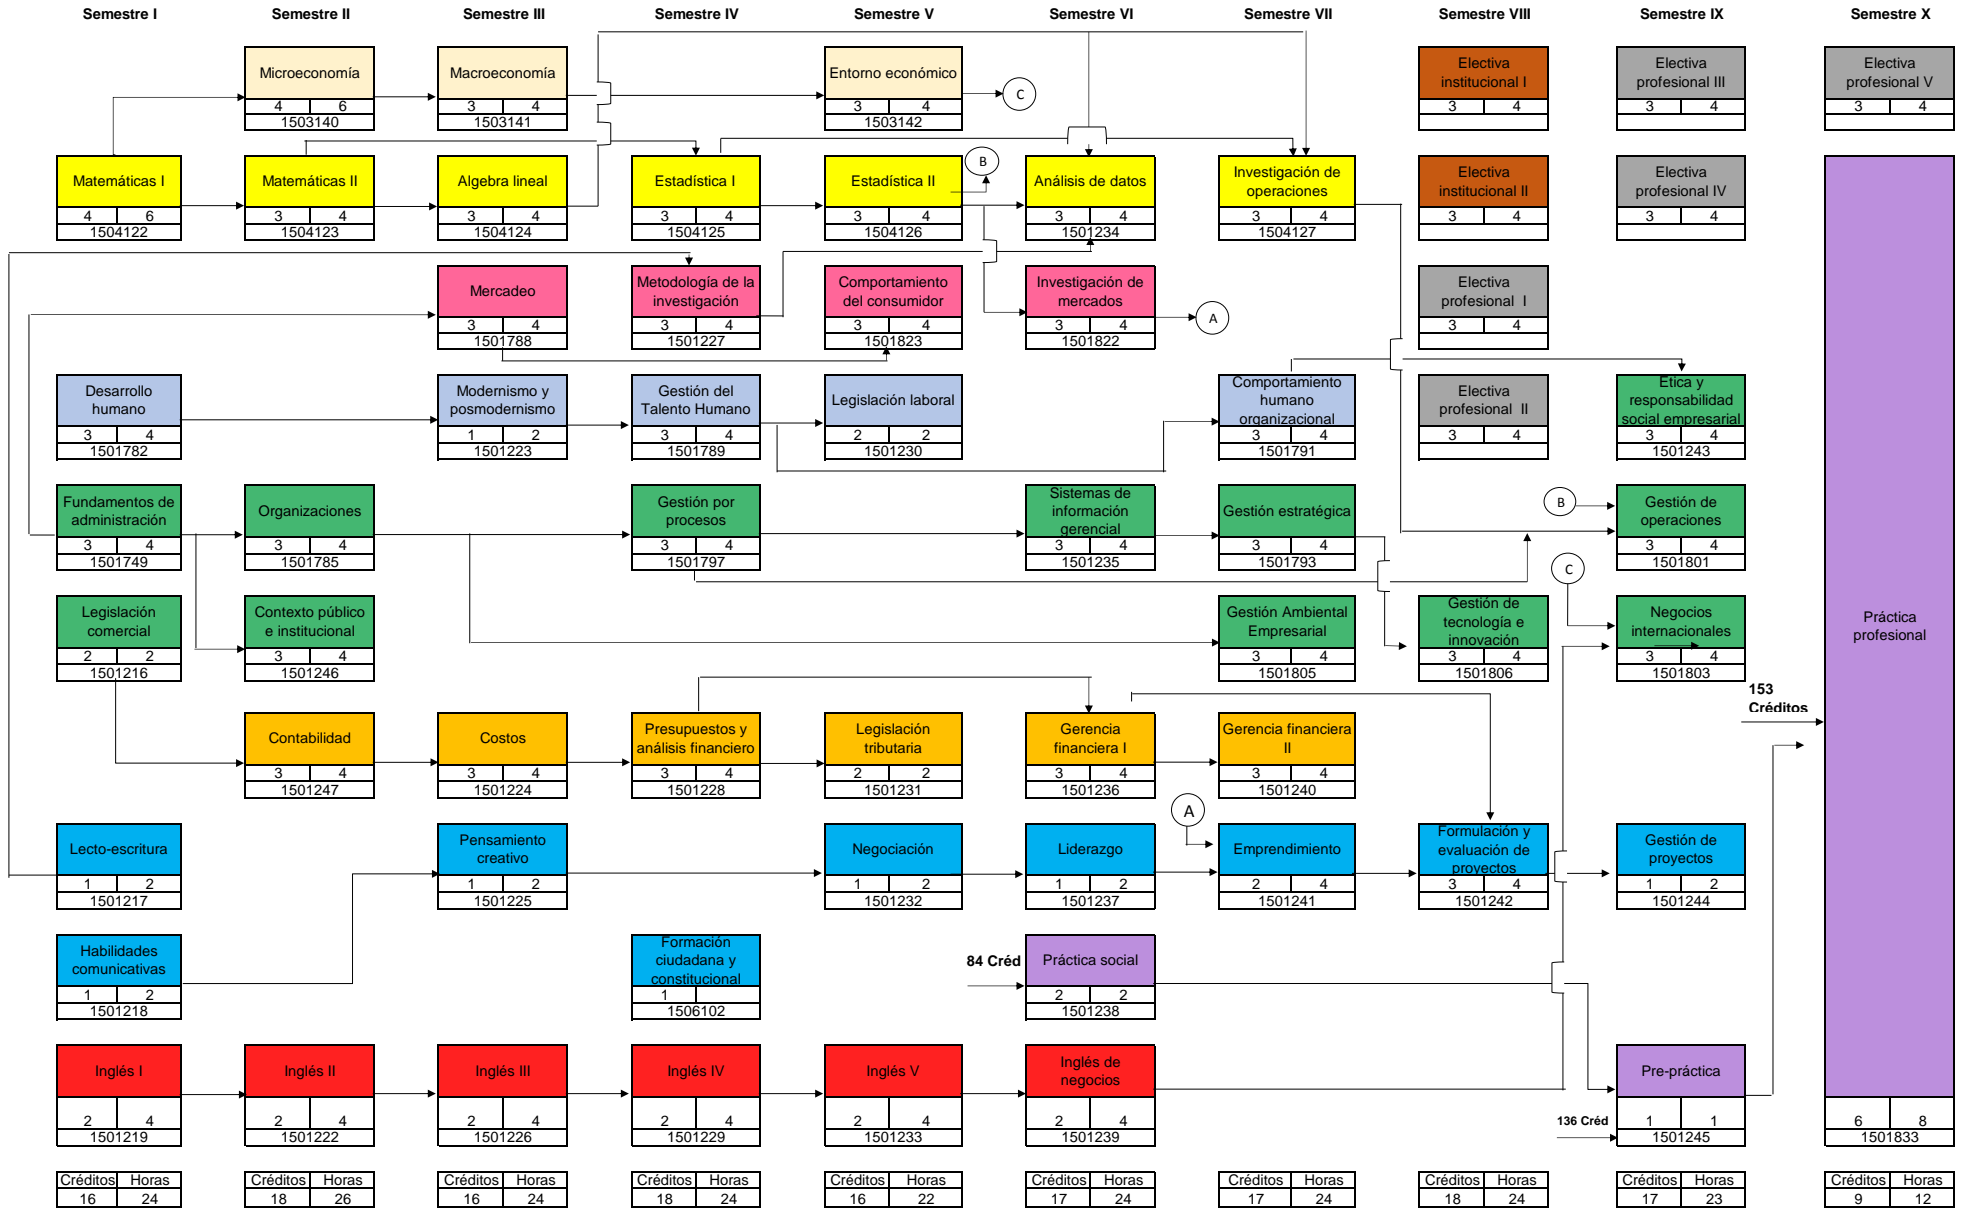 Semestre I Semestre II Semestre III Semestre IV Semestre V Semestre VI Semestre VII Semestre VIII Semestre IX Semestre X
Microeconomía
4 6
1503140
Macroeconomía
3 4
1503141
Entorno económico
3 4
1503142
C
Electiva
institucional I
3 4
Electiva
profesional III
3 4
Electiva
profesional V
3 4
Matemáticas I
4 6
1504122
Matemáticas II
3 4
1504123
Algebra lineal
3 4
1504124
Estadística I
3 4
1504125
Estadística II
3 4
1504126
B
Análisis de datos
3 4
1501234
Investigación de
operaciones
3 4
1504127
Electiva
institucional II
3 4
Electiva
profesional IV
3 4
Mercadeo
3 4
1501788
Metodología de la
investigación
3 4
1501227
Comportamiento
del consumidor
3 4
1501823
Investigación de
mercados
3 4
1501822
A
Electiva
profesional I
3 4
Desarrollo
humano
3 4
1501782
Modernismo y
posmodernismo
1 2
1501223
Gestión del
Talento Humano
3 4
1501789
Legislación laboral
2 2
1501230
Comportamiento
humano
organizacional
3 4
1501791
Electiva
profesional II
3 4
Etica y
responsabilidad
social empresarial
3 4
1501243
Fundamentos de
administración
3 4
1501749
Organizaciones
3 4
1501785
Gestión por
procesos
3 4
1501797
Sistemas de
información
gerencial
3 4
1501235
Gestión estratégica
3 4
1501793
B
Gestión de
operaciones
3 4
1501801
C
Legislación
comercial
2 2
1501216
Contexto público
e institucional
3 4
1501246
Gestión Ambiental
Empresarial
3 4
1501805
Gestión de
tecnología e
innovación
3 4
1501806
Negocios
internacionales
3 4
1501803
Práctica
profesional
6 8
1501833
153
Créditos
Contabilidad
3 4
1501247
Costos
3 4
1501224
Presupuestos y
análisis financiero
3 4
1501228
Legislación
tributaria
2 2
1501231
Gerencia
financiera I
3 4
1501236
Gerencia financiera
II
3 4
1501240
Lecto-escritura
1 2
1501217
Pensamiento
creativo
1 2
1501225
Negociación
1 2
1501232
Liderazgo
1 2
1501237
A
Emprendimiento
2 4
1501241
Formulación y
evaluación de
proyectos
3 4
1501242
Gestión de
proyectos
1 2
1501244
Habilidades
comunicativas
1 2
1501218
Formación
ciudadana y
constitucional
1
1506102
84 Créd
Práctica social
2 2
1501238
Inglés I
2 4
1501219
Inglés II
2 4
1501222
Inglés III
2 4
1501226
Inglés IV
2 4
1501229
Inglés V
2 4
1501233
Inglés de
negocios
2 4
1501239
136 Créd
Pre-práctica
1 1
1501245
Créditos Horas Créditos Horas Créditos Horas Créditos Horas Créditos Horas Créditos Horas Créditos Horas Créditos Horas Créditos Horas Créditos Horas
16 24 18 26 16 24 18 24 16 22 17 24 17 24 18 24 17 23 9 12